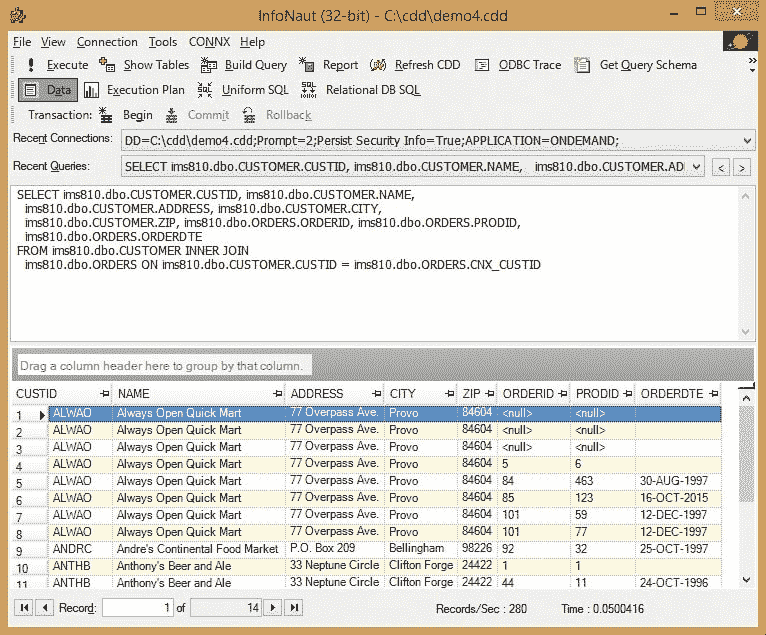 InfoNaut (32-bit) - C:\cdd\demo4.cdd
File View Connection Tools CONNX Help
Execute Show Tables Build Query Report Refresh CDD ODBC Trace Get Query Schema
Data Execution Plan Uniform SQL Relational DB SQL
Transaction: Begin Commit Rollback
Recent Connections: DD=C:\cdd\demo4.cdd;Prompt=2;Persist Security Info=True;APPLICATION=ONDEMAND;
Recent Queries: SELECT ims810.dbo.CUSTOMER.CUSTID, ims810.dbo.CUSTOMER.NAME, ims810.dbo.CUSTOMER.AD < >
SELECT ims810.dbo.CUSTOMER.CUSTID, ims810.dbo.CUSTOMER.NAME,
ims810.dbo.CUSTOMER.ADDRESS, ims810.dbo.CUSTOMER.CITY,
ims810.dbo.CUSTOMER.ZIP, ims810.dbo.ORDERS.ORDERID, ims810.dbo.ORDERS.PRODID,
ims810.dbo.ORDERS.ORDERDTE
FROM ims810.dbo.CUSTOMER INNER JOIN
ims810.dbo.ORDERS ON ims810.dbo.CUSTOMER.CUSTID = ims810.dbo.ORDERS.CNX_CUSTID
Drag a column header here to group by that column.
CUSTID NAME ADDRESS CITY ZIP ORDERID PRODID ORDERDTE
1 ALWAO Always Open Quick Mart 77 Overpass Ave. Provo 84604 <null> <null>
2 ALWAO Always Open Quick Mart 77 Overpass Ave. Provo 84604 <null> <null>
3 ALWAO Always Open Quick Mart 77 Overpass Ave. Provo 84604 <null> <null>
4 ALWAO Always Open Quick Mart 77 Overpass Ave. Provo 84604 5 6
5 ALWAO Always Open Quick Mart 77 Overpass Ave. Provo 84604 84 463 30-AUG-1997
6 ALWAO Always Open Quick Mart 77 Overpass Ave. Provo 84604 85 123 16-OCT-2015
7 ALWAO Always Open Quick Mart 77 Overpass Ave. Provo 84604 101 59 12-DEC-1997
8 ALWAO Always Open Quick Mart 77 Overpass Ave. Provo 84604 101 77 12-DEC-1997
9 ANDRC Andre's Continental Food Market P.O. Box 209 Bellingham 98226 92 32 25-OCT-1997
10 ANTHB Anthony's Beer and Ale 33 Neptune Circle Clifton Forge 24422 1 1
11 ANTHB Anthony's Beer and Ale 33 Neptune Circle Clifton Forge 24422 44 11 24-OCT-1996
Record: 1 of 14 Records/Sec : 280 Time : 0.0500416